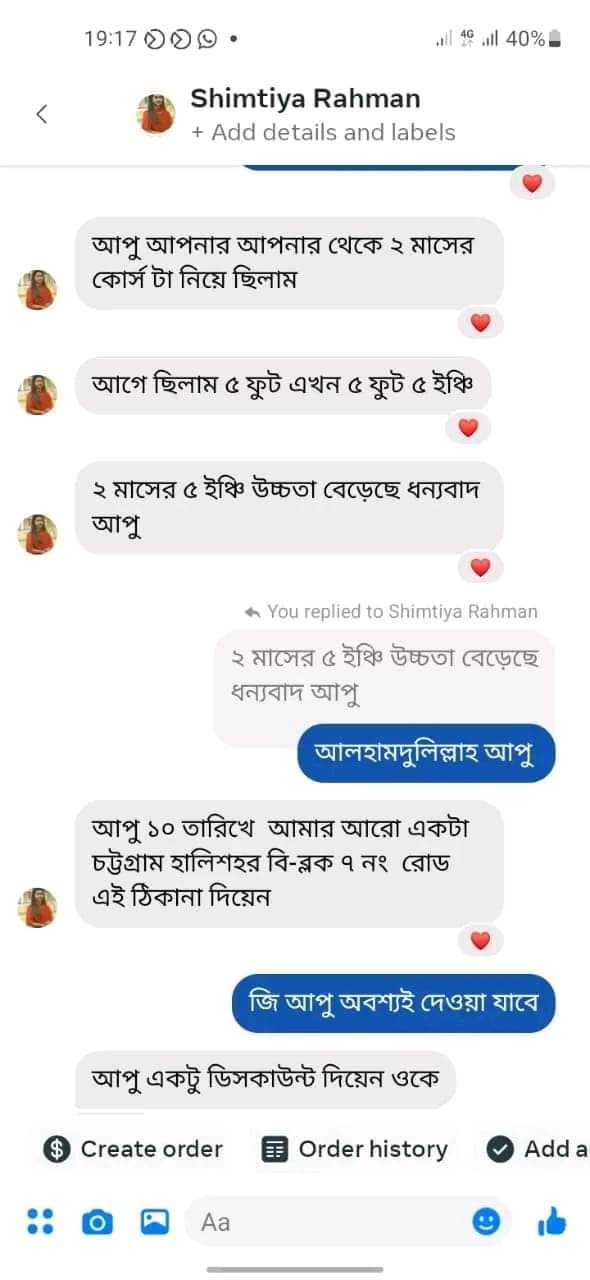 19:17
4G
40%
Shimtiya Rahman
+ Add details and labels
আপু আপনার আপনার থেকে ২ মাসের
কোর্স টা নিয়ে ছিলাম
আগে ছিলাম ৫ ফুট এখন ৫ ফুট ৫ ইঞ্চি
২ মাসের ৫ ইঞ্চি উচ্চতা বেড়েছে ধন্যবাদ
আপু
You replied to Shimtiya Rahman
২ মাসের ৫ ইঞ্চি উচ্চতা বেড়েছে
ধন্যবাদ আপু
আলহামদুলিল্লাহ আপু
আপু ১০ তারিখে আমার আরো একটা
চট্টগ্রাম হালিশহর বি-ব্লক ৭ নং রোড
এই ঠিকানা দিয়েন
জি আপু অবশ্যই দেওয়া যাবে
আপু একটু ডিসকাউন্ট দিয়েন ওকে
Create order
Order history
Add a
Aa